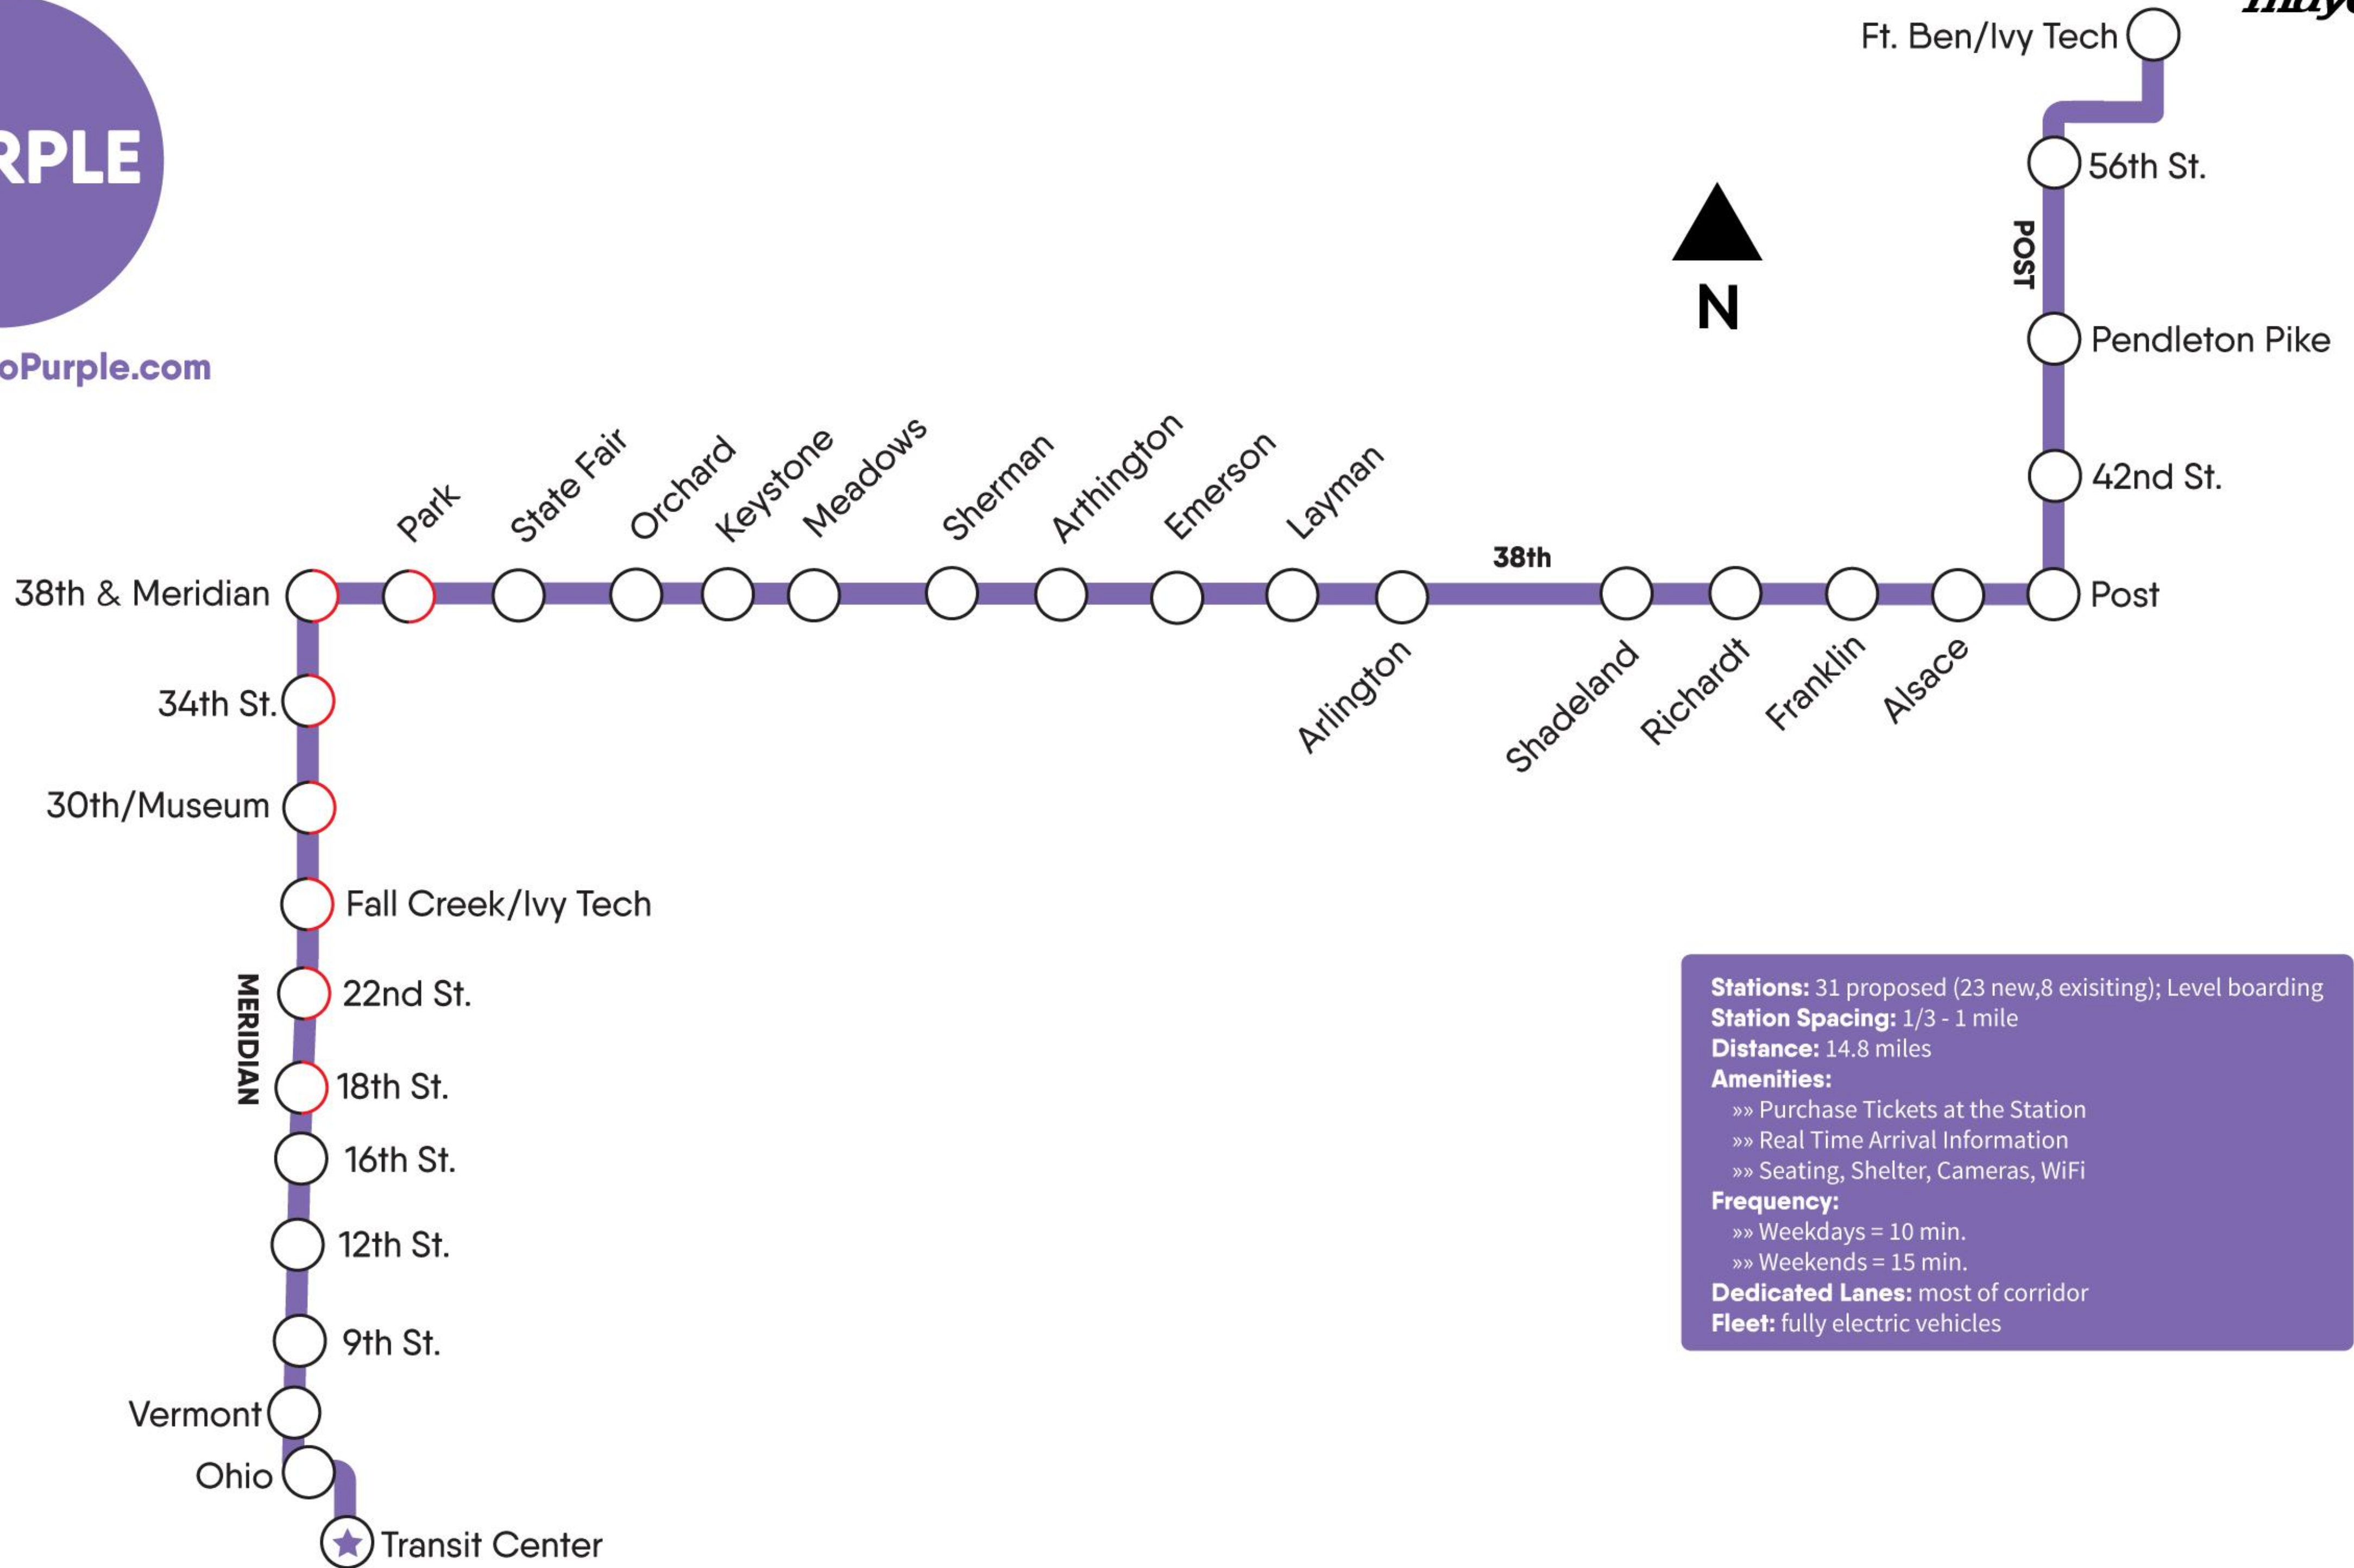 Ft. Ben/Ivy Tech
RPLE
56th St.
POST
N
Pendleton Pike
oPurple.com
42nd St.
Park
State Fair
Orchard
Keystone
Meadows
Sherman
Arthington
Emerson
Layman
38th
38th & Meridian
Post
Arlington
Shadeland
Richardt
Franklin
Alsace
34th St.
30th/Museum
Fall Creek/Ivy Tech
MERIDIAN
22nd St.
18th St.
16th St.
12th St.
9th St.
Vermont
Ohio
Transit Center
Stations: 31 proposed (23 new,8 exisiting); Level boarding
Station Spacing: 1/3 - 1 mile
Distance: 14.8 miles
Amenities:
»» Purchase Tickets at the Station
»» Real Time Arrival Information
»» Seating, Shelter, Cameras, WiFi
Frequency:
»» Weekdays = 10 min.
»» Weekends = 15 min.
Dedicated Lanes: most of corridor
Fleet: fully electric vehicles